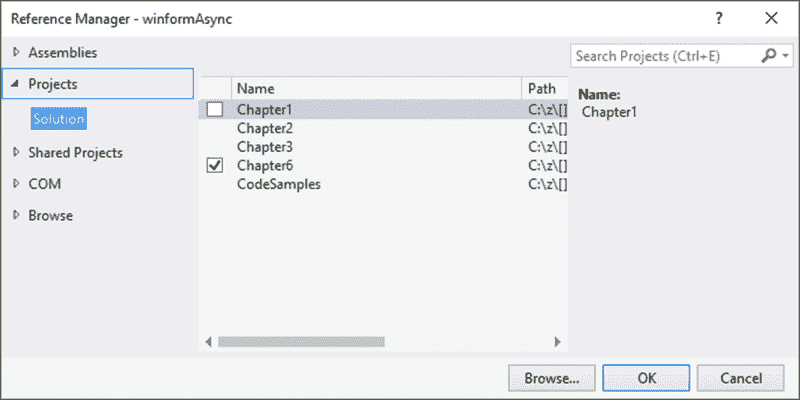 Reference Manager - winformAsync
? 
Assemblies
Projects
Solution
Shared Projects
COM
Browse
Name Path
Chapter1 C:\z\[]
Chapter2 C:\z\[]
Chapter3 C:\z\[]
Chapter6 C:\z\[]
CodeSamples C:\z\[]
Search Projects (Ctrl+E)
Name:
Chapter1
Browse...
OK
Cancel